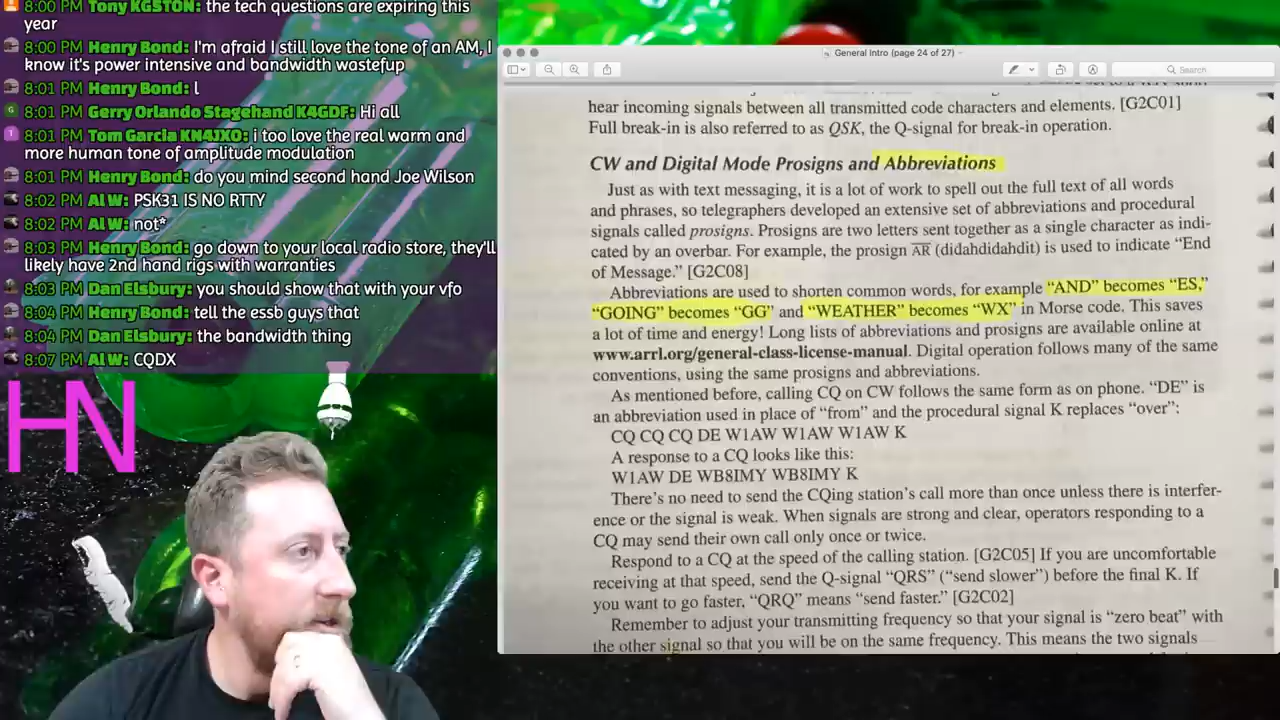 8:00 PM Tony KG5TON: the tech questions are expiring this
year
8:00 PM Henry Bond: I'm afraid I still love the tone of an AM, I
know it's power intensive and bandwidth wastefup
8:01 PM Henry Bond: l
8:01 PM Gerry Orlando Stagehand K4GDF: Hi all
8:01 PM Tom Garcia KN4JXO: i too love the real warm and
more human tone of amplitude modulation
8:01 PM Henry Bond: do you mind second hand Joe Wilson
8:02 PM Al W: PSK31 IS NO RTTY
8:02 PM Al W: not*
8:03 PM Henry Bond: go down to your local radio store, they'll
likely have 2nd hand rigs with warranties
8:03 PM Dan Elsbury: you should show that with your vfo
8:04 PM Henry Bond: tell the essb guys that
8:04 PM Dan Elsbury: the bandwidth thing
8:07 PM Al W: CQDX
HN
General Intro (page 24 of 27)
Search
hear incoming signals between all transmitted code characters and elements. [G2C01]
Full break-in is also referred to as QSK, the Q-signal for break-in operation.
CW and Digital Mode Prosigns and Abbreviations
Just as with text messaging, it is a lot of work to spell out the full text of all words
and phrases, so telegraphers developed an extensive set of abbreviations and procedural
signals called prosigns. Prosigns are two letters sent together as a single character as indi-
cated by an overbar. For example, the prosign A̅R̅ (didahdidahdit) is used to indicate “End
of Message.” [G2C08]
Abbreviations are used to shorten common words, for example “AND” becomes “ES,”
“GOING” becomes “GG” and “WEATHER” becomes “WX” in Morse code. This saves
a lot of time and energy! Long lists of abbreviations and prosigns are available online at
www.arrl.org/general-class-license-manual. Digital operation follows many of the same
conventions, using the same prosigns and abbreviations.
As mentioned before, calling CQ on CW follows the same form as on phone. “DE” is
an abbreviation used in place of “from” and the procedural signal K replaces “over”:
CQ CQ CQ DE W1AW W1AW W1AW K
A response to a CQ looks like this:
W1AW DE WB8IMY WB8IMY K
There’s no need to send the CQing station’s call more than once unless there is interfer-
ence or the signal is weak. When signals are strong and clear, operators responding to a
CQ may send their own call only once or twice.
Respond to a CQ at the speed of the calling station. [G2C05] If you are uncomfortable
receiving at that speed, send the Q-signal “QRS” (“send slower”) before the final K. If
you want to go faster, “QRQ” means “send faster.” [G2C02]
Remember to adjust your transmitting frequency so that your signal is “zero beat” with
the other signal so that you will be on the same frequency. This means the two signals